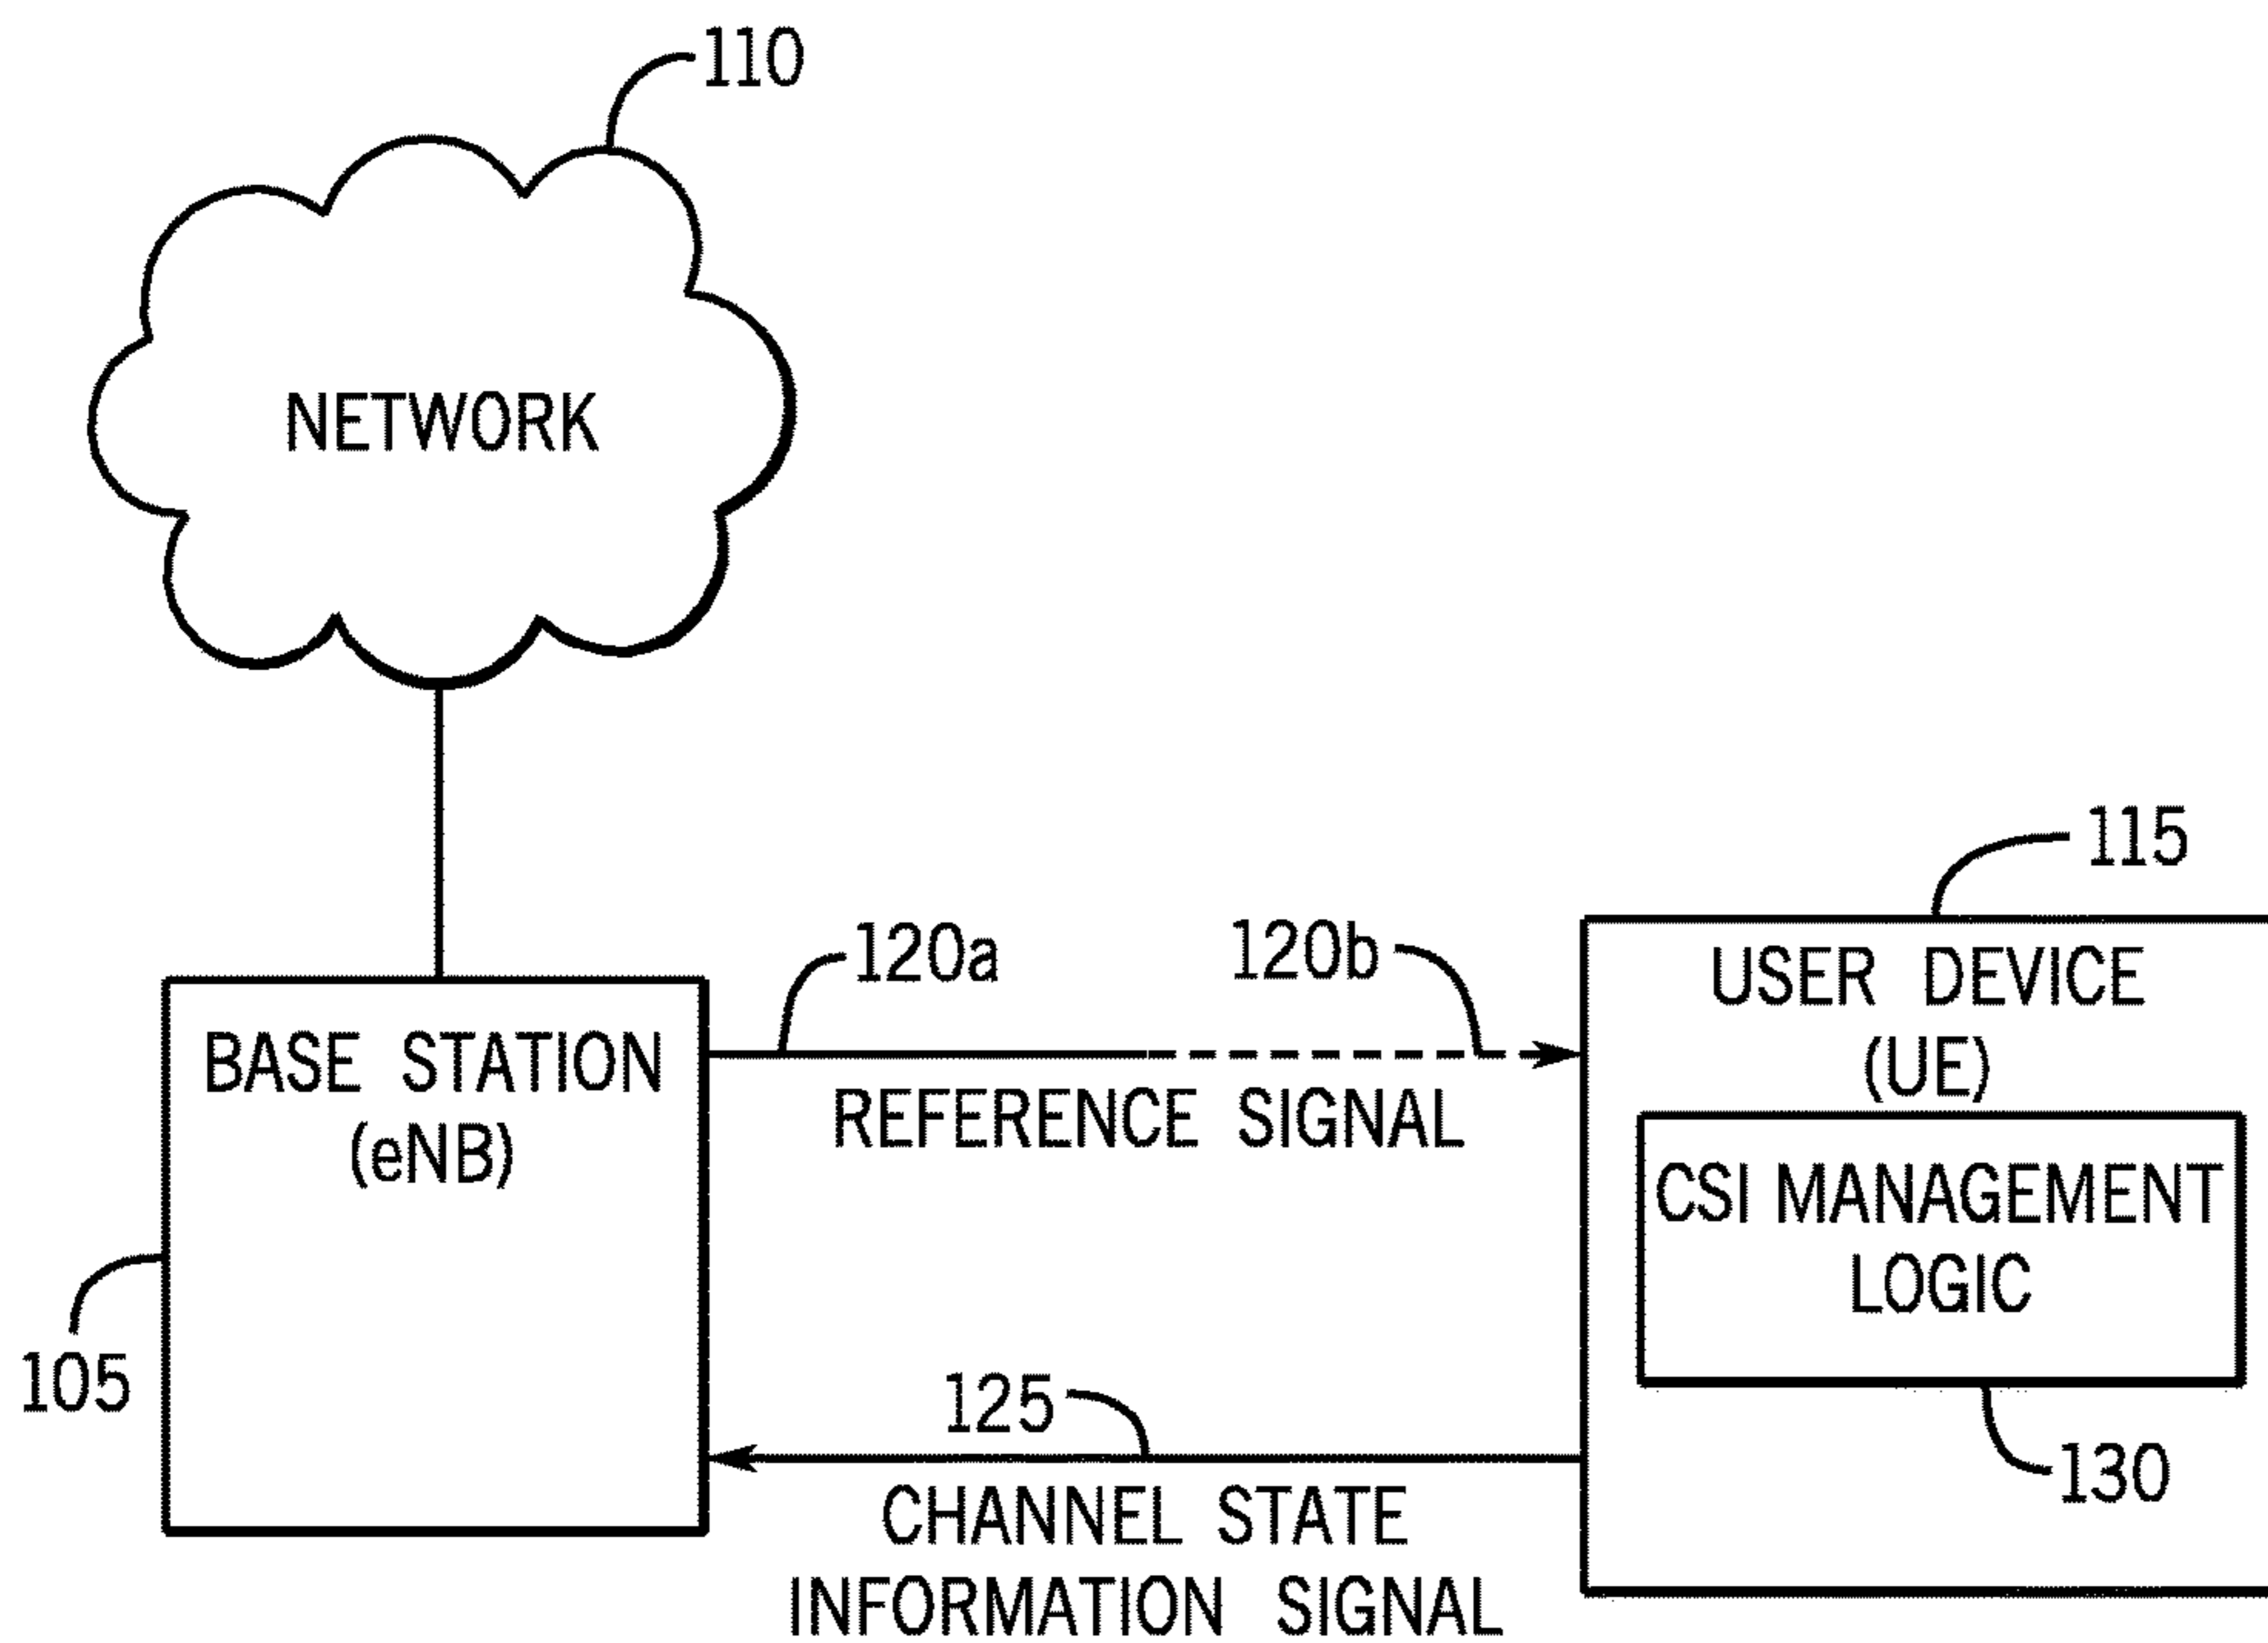 110
NETWORK
115
120a
120b
USER DEVICE
(UE)
BASE STATION
(eNB)
REFERENCE SIGNAL
CSI MANAGEMENT
LOGIC
105
125
130
CHANNEL STATE
INFORMATION SIGNAL